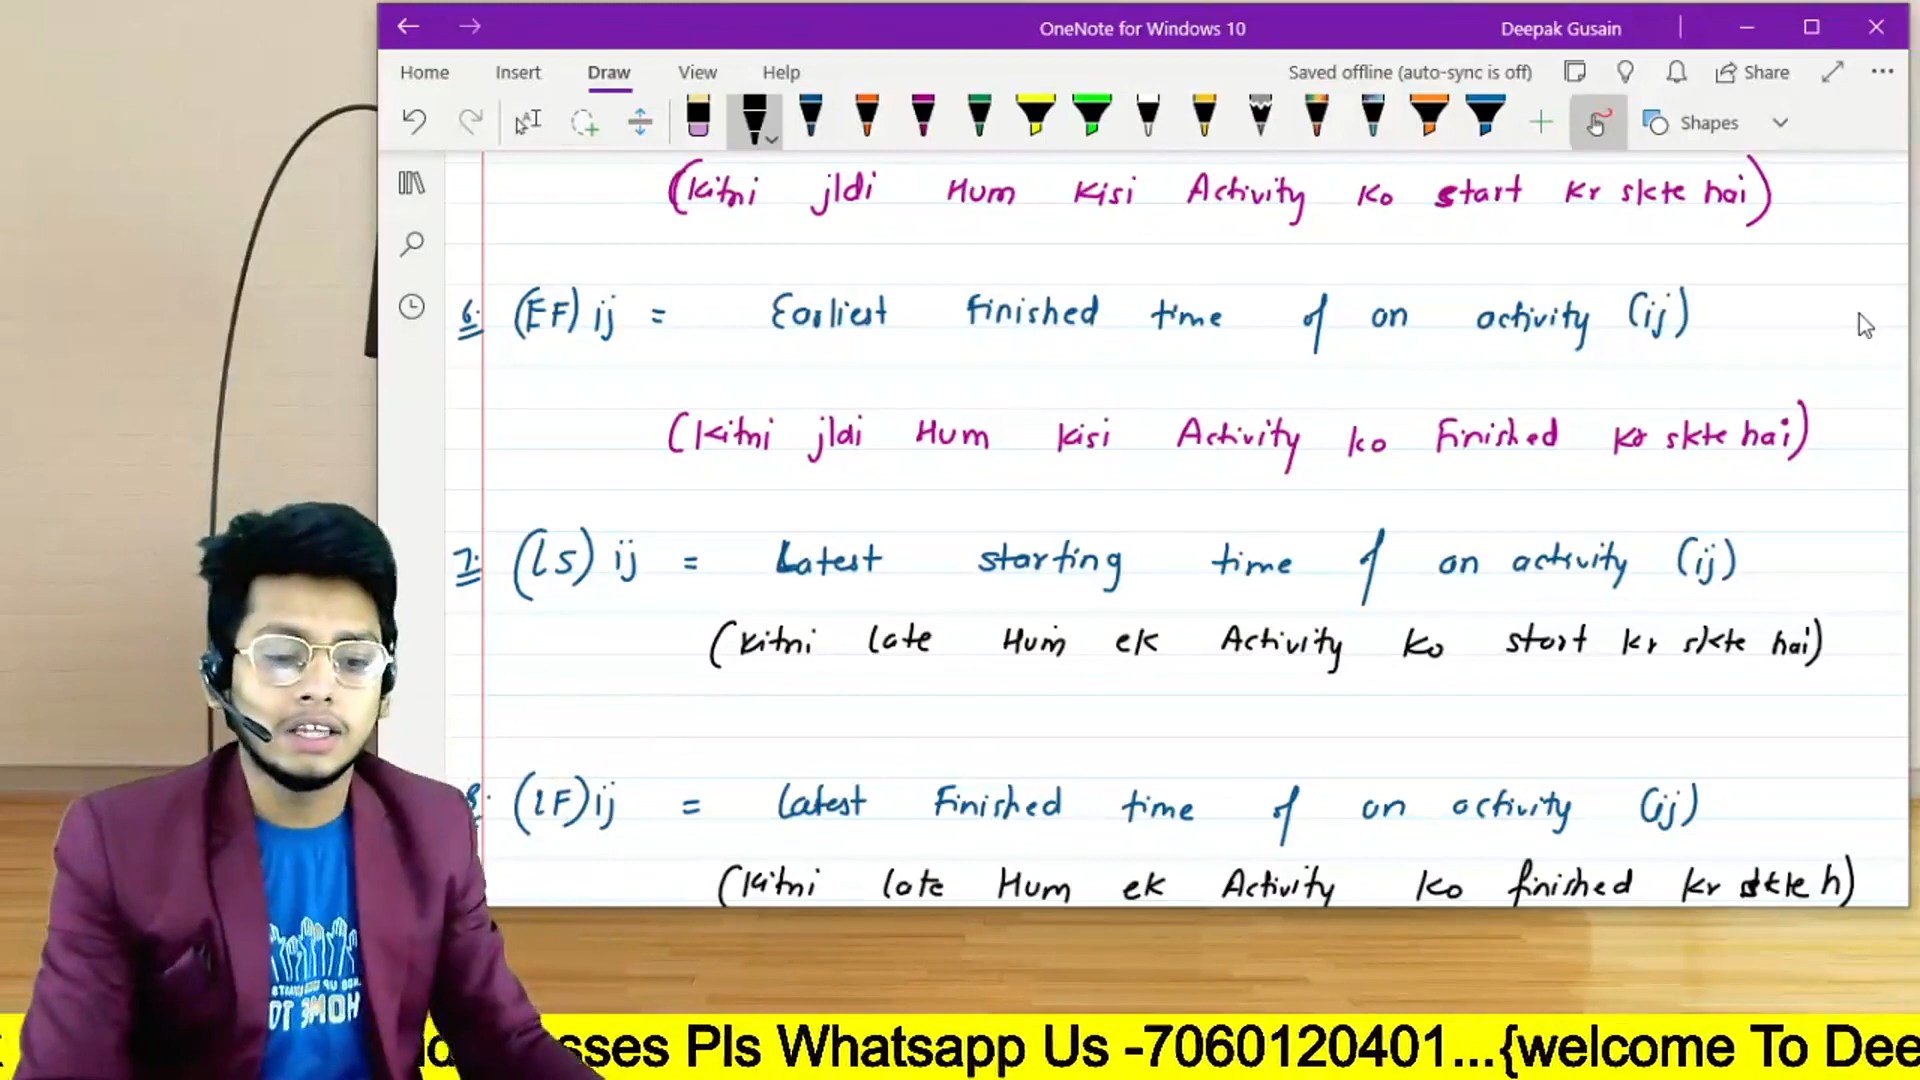 OneNote for Windows 10
Deepak Gusain
Home Insert Draw View Help
Saved offline (auto-sync is off)
Share
Shapes
(Kitni jldi Hum Kisi Activity Ko start Kr skte hai)
6. (EF) ij = Earliest Finished time of an activity (ij)
(Kitni jldi Hum Kisi Activity ko Finished Kr skte hai)
7. (LS) ij = Latest starting time of an activity (ij)
(Kitni late Hum ek Activity Ko start Kr skte hai)
8. (LF) ij = Latest Finished time of an activity (ij)
(Kitni late Hum ek Activity Ko finished Kr skte h)
HOME TO
sses Pls Whatsapp Us -7060120401...{welcome To Dee